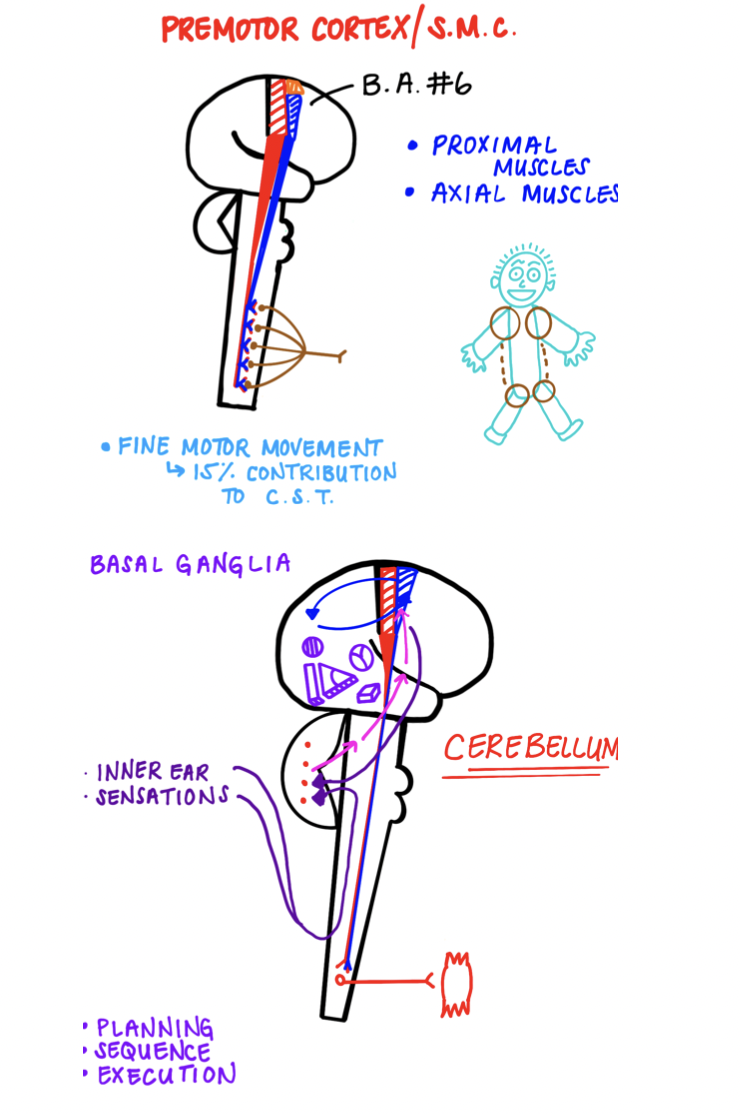 PREMOTOR CORTEX/S.M.C.
B.A.#6
• PROXIMAL
MUSCLES
• AXIAL MUSCLES
• FINE MOTOR MOVEMENT
↳ 15% CONTRIBUTION
TO C.S.T.
BASAL GANGLIA
CEREBELLUM
· INNER EAR
· SENSATIONS
• PLANNING
• SEQUENCE
• EXECUTION